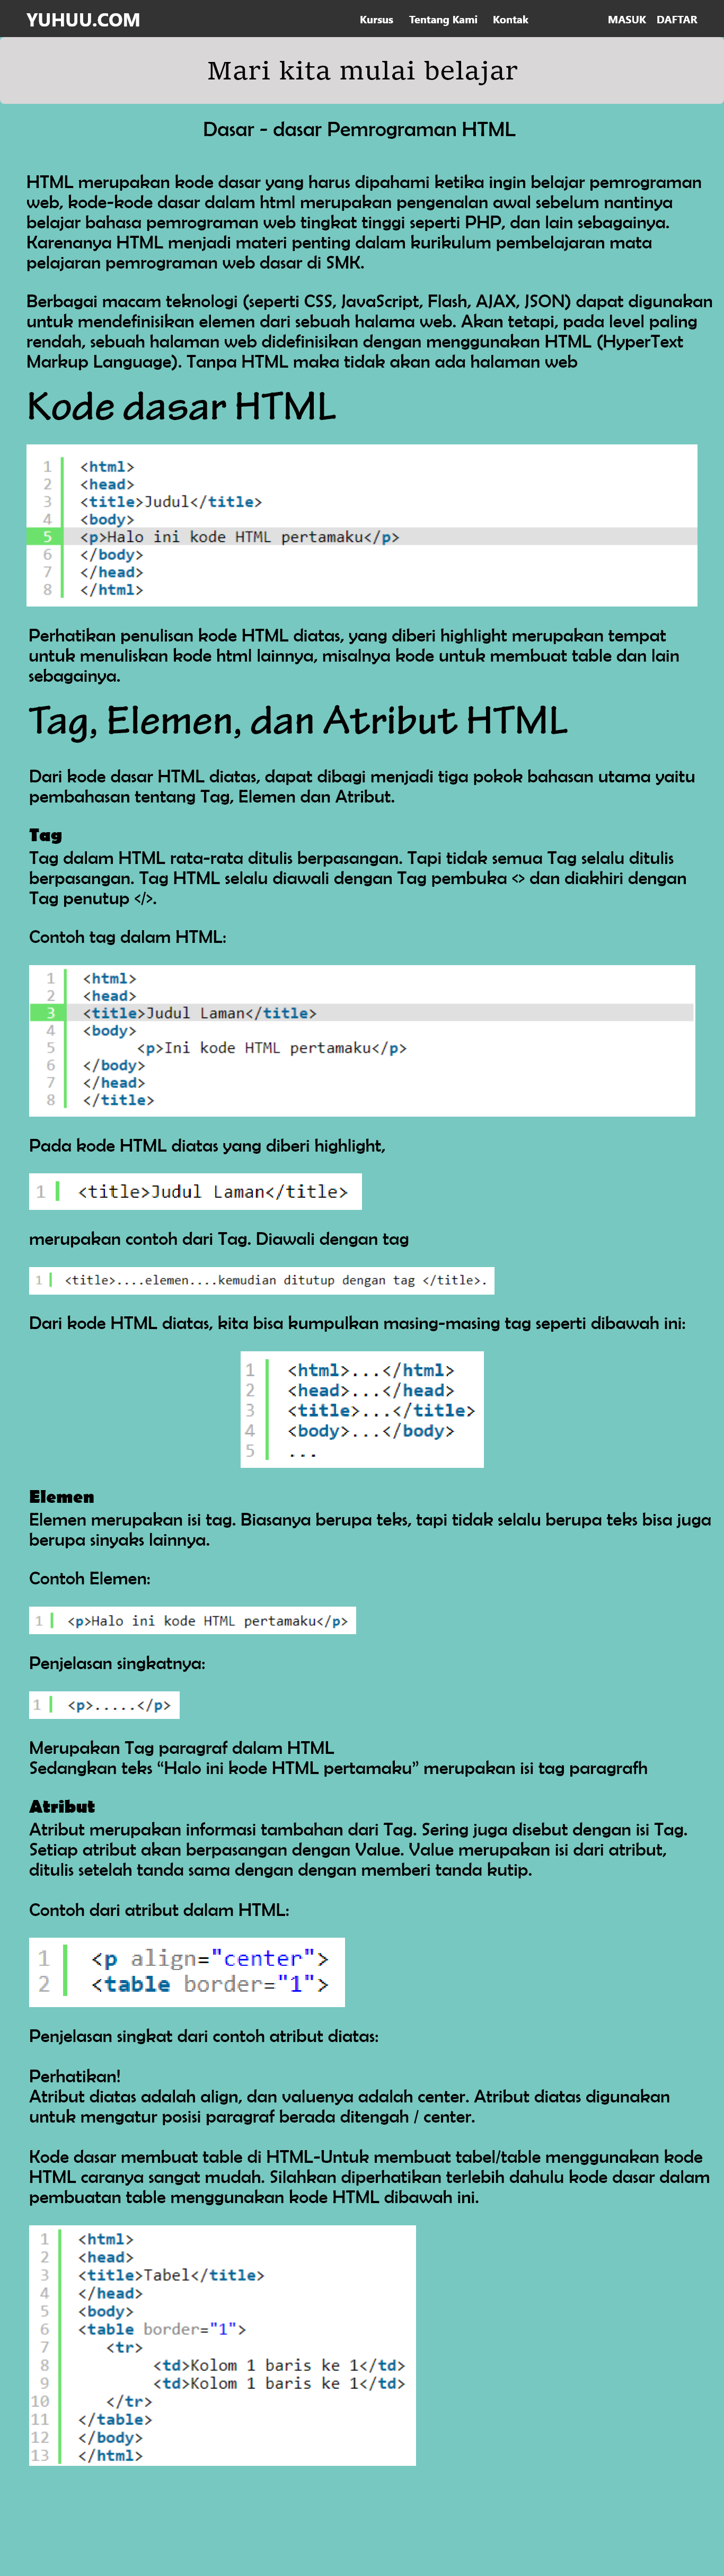 YUHUU.COM Kursus Tentang Kami Kontak MASUK DAFTAR
Mari kita mulai belajar
Dasar - dasar Pemrograman HTML
HTML merupakan kode dasar yang harus dipahami ketika ingin belajar pemrograman
web, kode-kode dasar dalam html merupakan pengenalan awal sebelum nantinya
belajar bahasa pemrograman web tingkat tinggi seperti PHP, dan lain sebagainya.
Karenanya HTML menjadi materi penting dalam kurikulum pembelajaran mata
pelajaran pemrograman web dasar di SMK.
Berbagai macam teknologi (seperti CSS, JavaScript, Flash, AJAX, JSON) dapat digunakan
untuk mendefinisikan elemen dari sebuah halama web. Akan tetapi, pada level paling
rendah, sebuah halaman web didefinisikan dengan menggunakan HTML (HyperText
Markup Language). Tanpa HTML maka tidak akan ada halaman web
Kode dasar HTML
1 <html>
2 <head>
3 <title>Judul</title>
4 <body>
5 <p>Halo ini kode HTML pertamaku</p>
6 </body>
7 </head>
8 </html>
Perhatikan penulisan kode HTML diatas, yang diberi highlight merupakan tempat
untuk menuliskan kode html lainnya, misalnya kode untuk membuat table dan lain
sebagainya.
Tag, Elemen, dan Atribut HTML
Dari kode dasar HTML diatas, dapat dibagi menjadi tiga pokok bahasan utama yaitu
pembahasan tentang Tag, Elemen dan Atribut.
Tag
Tag dalam HTML rata-rata ditulis berpasangan. Tapi tidak semua Tag selalu ditulis
berpasangan. Tag HTML selalu diawali dengan Tag pembuka <> dan diakhiri dengan
Tag penutup </>.
Contoh tag dalam HTML:
1 <html>
2 <head>
3 <title>Judul Laman</title>
4 <body>
5 <p>Ini kode HTML pertamaku</p>
6 </body>
7 </head>
8 </title>
Pada kode HTML diatas yang diberi highlight,
1 <title>Judul Laman</title>
merupakan contoh dari Tag. Diawali dengan tag
1 <title>....elemen....kemudian ditutup dengan tag </title>.
Dari kode HTML diatas, kita bisa kumpulkan masing-masing tag seperti dibawah ini:
1 <html>...</html>
2 <head>...</head>
3 <title>...</title>
4 <body>...</body>
5 ...
Elemen
Elemen merupakan isi tag. Biasanya berupa teks, tapi tidak selalu berupa teks bisa juga
berupa sinyaks lainnya.
Contoh Elemen:
1 <p>Halo ini kode HTML pertamaku</p>
Penjelasan singkatnya:
1 <p>.....</p>
Merupakan Tag paragraf dalam HTML
Sedangkan teks “Halo ini kode HTML pertamaku” merupakan isi tag paragrafh
Atribut
Atribut merupakan informasi tambahan dari Tag. Sering juga disebut dengan isi Tag.
Setiap atribut akan berpasangan dengan Value. Value merupakan isi dari atribut,
ditulis setelah tanda sama dengan dengan memberi tanda kutip.
Contoh dari atribut dalam HTML:
1 <p align="center">
2 <table border="1">
Penjelasan singkat dari contoh atribut diatas:
Perhatikan!
Atribut diatas adalah align, dan valuenya adalah center. Atribut diatas digunakan
untuk mengatur posisi paragraf berada ditengah / center.
Kode dasar membuat table di HTML-Untuk membuat tabel/table menggunakan kode
HTML caranya sangat mudah. Silahkan diperhatikan terlebih dahulu kode dasar dalam
pembuatan table menggunakan kode HTML dibawah ini.
1 <html>
2 <head>
3 <title>Tabel</title>
4 </head>
5 <body>
6 <table border="1">
7 <tr>
8 <td>Kolom 1 baris ke 1</td>
9 <td>Kolom 1 baris ke 1</td>
10 </tr>
11 </table>
12 </body>
13 </html>